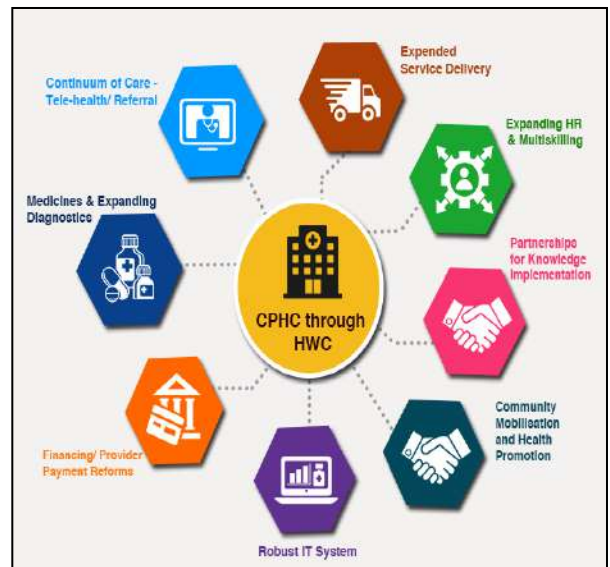 Expended
Service Delivery
Continuum of Care -
Tele-health/ Referral
Expanding HR
& Multiskilling
Medicines & Expanding
Diagnostics
Partnerships
for Knowledge
Implementation
CPHC through
HWC
Community
Mobilisation
and Health
Promotion
Financing/ Provider
Payment Reforms
Robust IT System